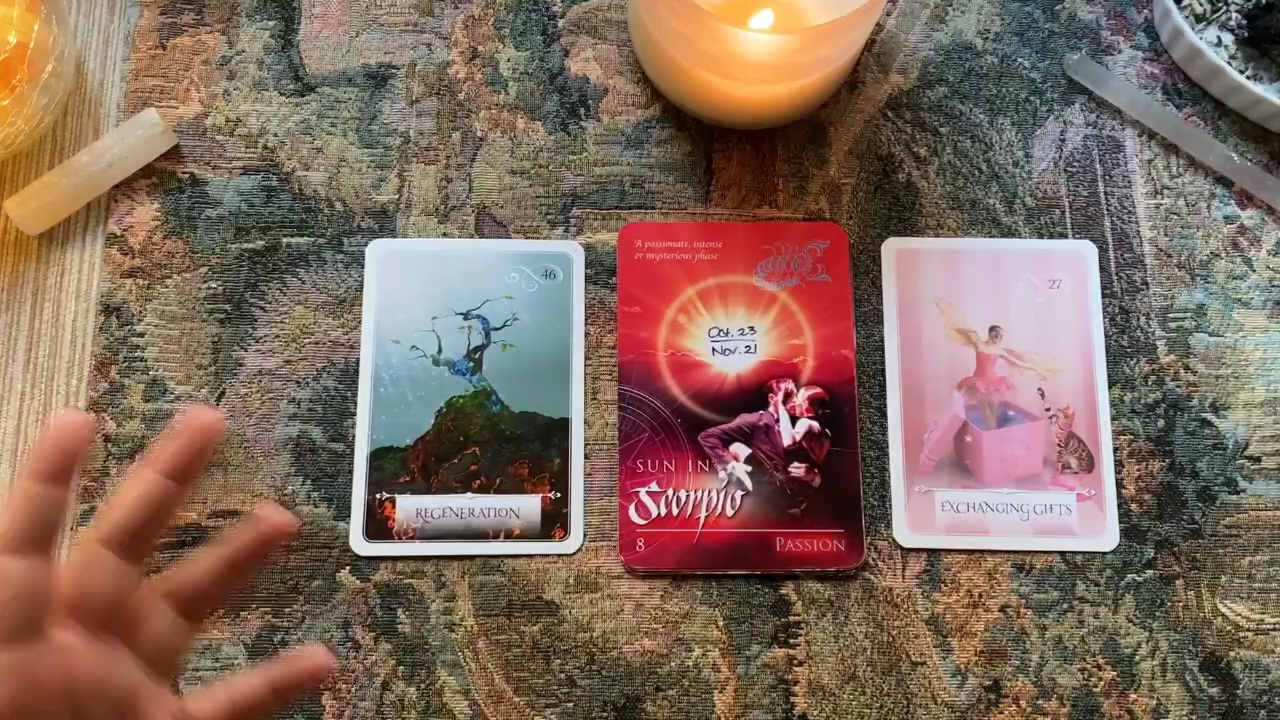 46
REGENERATION
A passionate, intense
or mysterious phase
Oct. 23
Nov. 21
SUN IN
Scorpio
8
PASSION
27
EXCHANGING GIFTS